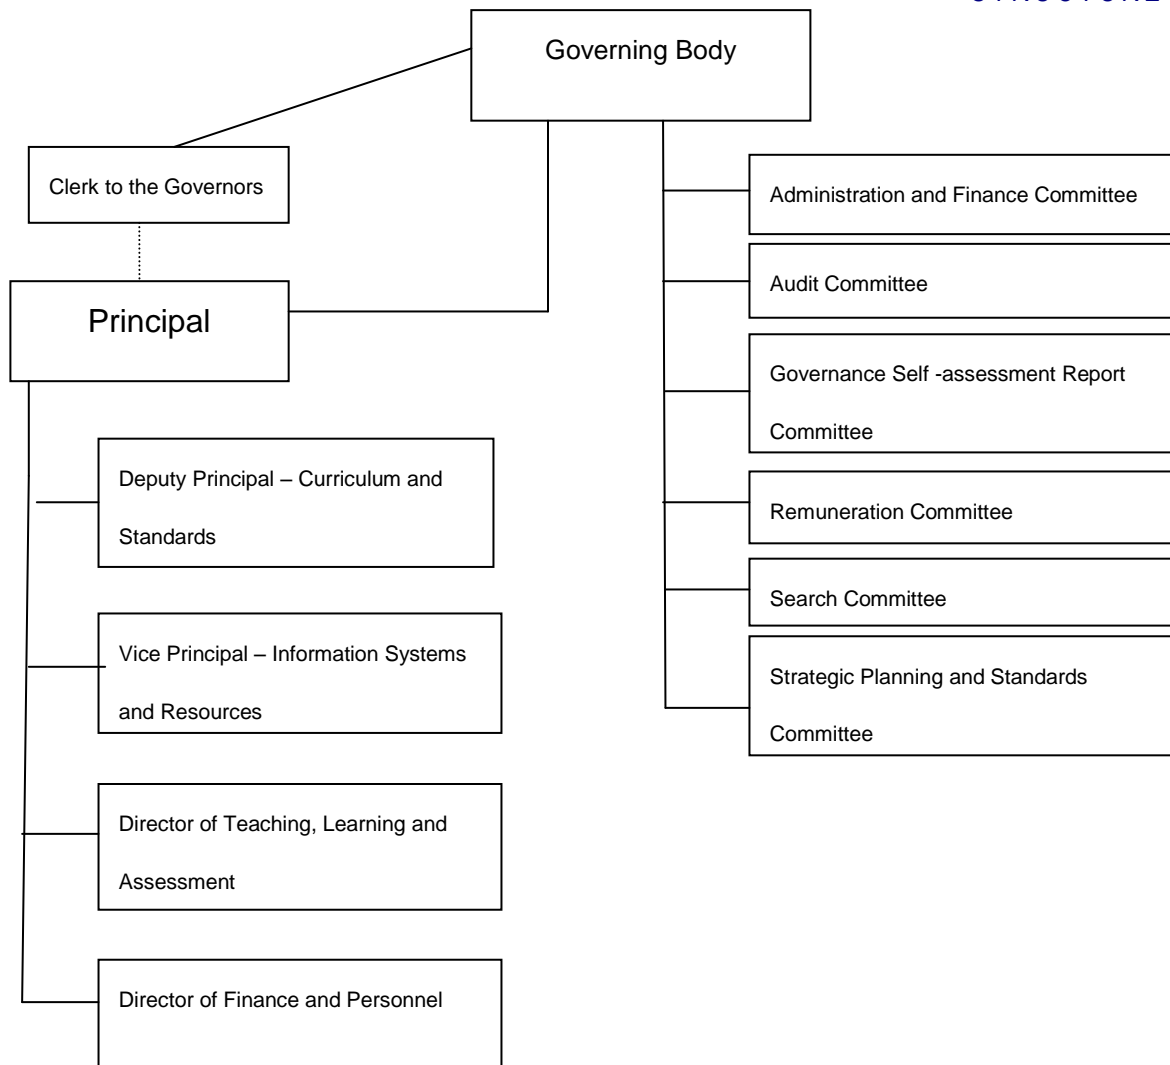 Governing Body
Clerk to the Governors
Principal
Administration and Finance Committee
Audit Committee
Governance Self -assessment Report
Committee
Remuneration Committee
Search Committee
Strategic Planning and Standards
Committee
Deputy Principal – Curriculum and
Standards
Vice Principal – Information Systems
and Resources
Director of Teaching, Learning and
Assessment
Director of Finance and Personnel